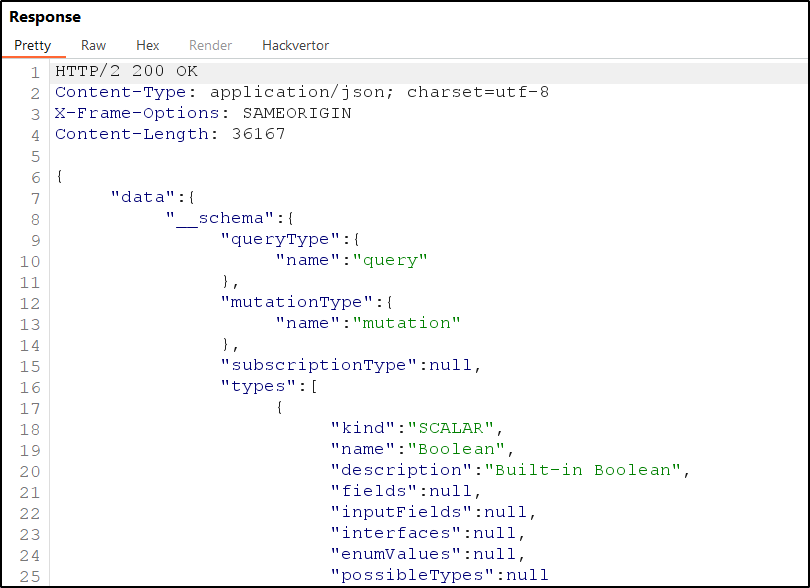 Response
Pretty Raw Hex Render Hackvertor
1 HTTP/2 200 OK
2 Content-Type: application/json; charset=utf-8
3 X-Frame-Options: SAMEORIGIN
4 Content-Length: 36167
5
6 {
7 "data":{
8 "__schema":{
9 "queryType":{
10 "name":"query"
11 },
12 "mutationType":{
13 "name":"mutation"
14 },
15 "subscriptionType":null,
16 "types":[
17 {
18 "kind":"SCALAR",
19 "name":"Boolean",
20 "description":"Built-in Boolean",
21 "fields":null,
22 "inputFields":null,
23 "interfaces":null,
24 "enumValues":null,
25 "possibleTypes":null